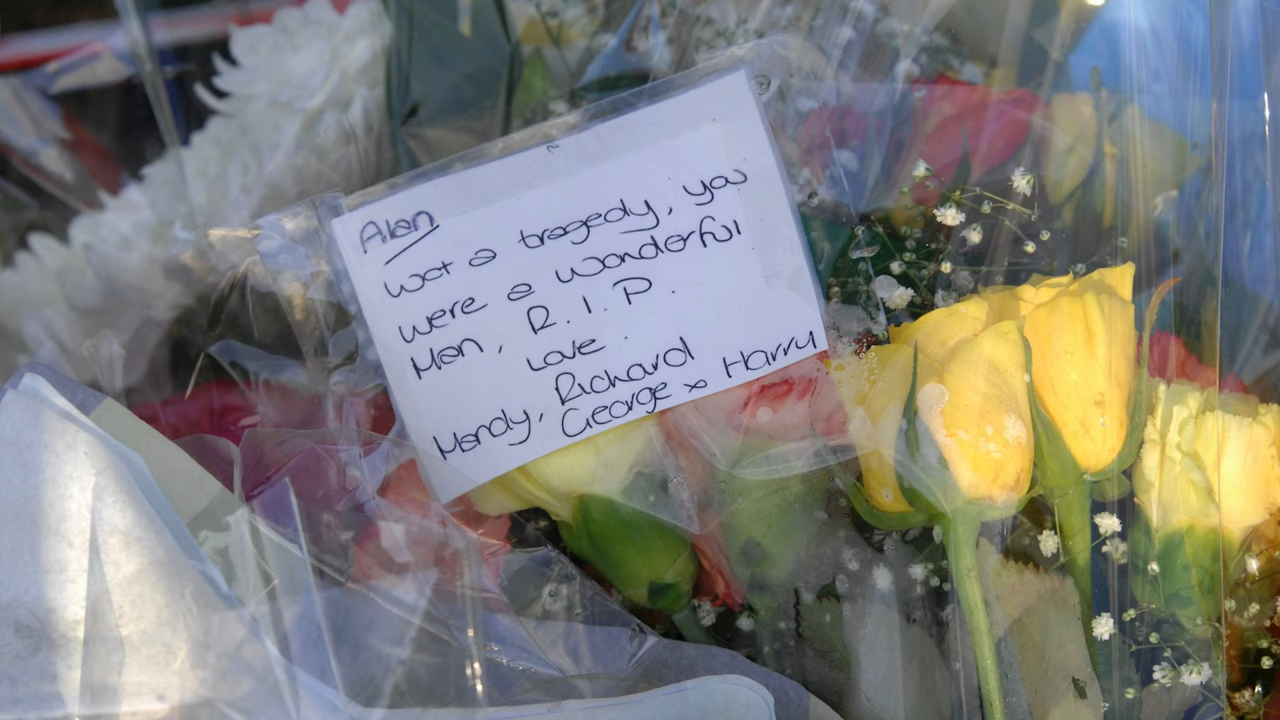 Alan
Wot a tragedy, you
were a wonderful
Man, R.I.P.
Love.
Mandy, Richard
George x Harry